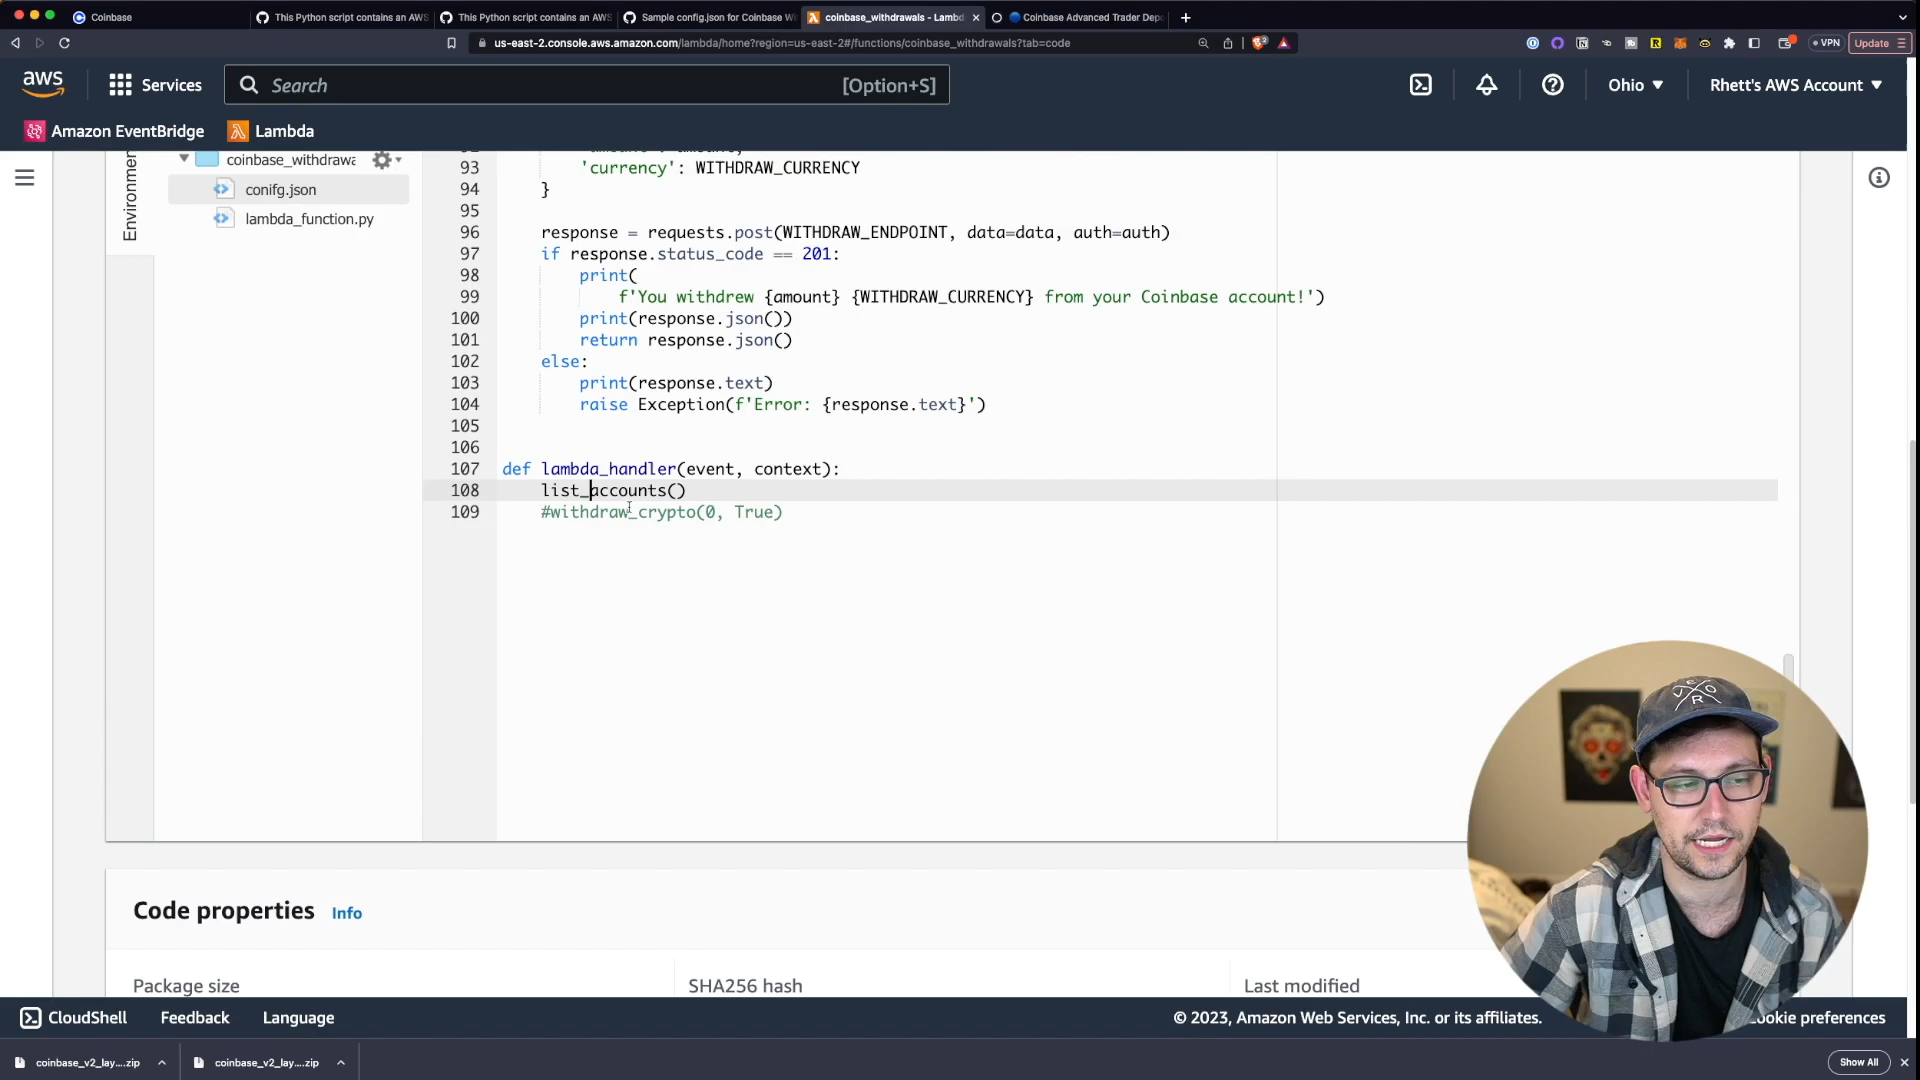 Coinbase
This Python script contains an AWS
This Python script contains an AWS
Sample config.json for Coinbase Wi
coinbase_withdrawals - Lambd
Coinbase Advanced Trader Dep
us-east-2.console.aws.amazon.com/lambda/home?region=us-east-2#/functions/coinbase_withdrawals?tab=code
VPN
Update
aws
Services
Search
[Option+S]
Ohio
Rhett's AWS Account
Amazon EventBridge
Lambda
Environmen
coinbase_withdrawa
conifg.json
lambda_function.py
93 'currency': WITHDRAW_CURRENCY
94 }
95
96 response = requests.post(WITHDRAW_ENDPOINT, data=data, auth=auth)
97 if response.status_code == 201:
98 print(
99 f'You withdrew {amount} {WITHDRAW_CURRENCY} from your Coinbase account!')
100 print(response.json())
101 return response.json()
102 else:
103 print(response.text)
104 raise Exception(f'Error: {response.text}')
105
106
107 def lambda_handler(event, context):
108 list_accounts()
109 #withdraw_crypto(0, True)
Code properties
Info
Package size
SHA256 hash
Last modified
CloudShell
Feedback
Language
© 2023, Amazon Web Services, Inc. or its affiliates.
ookie preferences
coinbase_v2_lay....zip
coinbase_v2_lay....zip
Show All